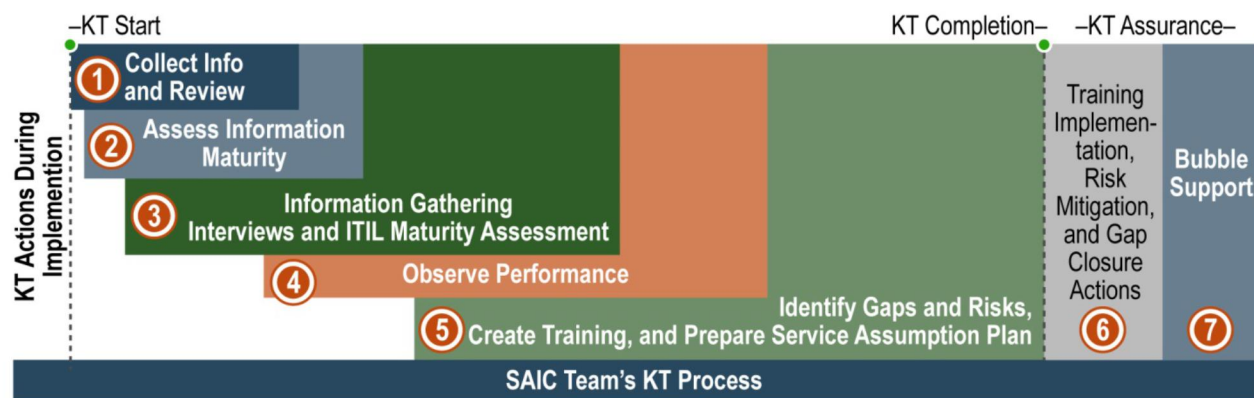 –KT Start
KT Completion–
–KT Assurance–
KT Actions During
Implemention
1
Collect Info
and Review
2
Assess Information
Maturity
3
Information Gathering
Interviews and ITIL Maturity Assessment
4
Observe Performance
5
Identify Gaps and Risks,
Create Training, and Prepare Service Assumption Plan
Training
Implemen-
tation,
Risk
Mitigation,
and Gap
Closure
Actions
6
Bubble
Support
7
SAIC Team’s KT Process